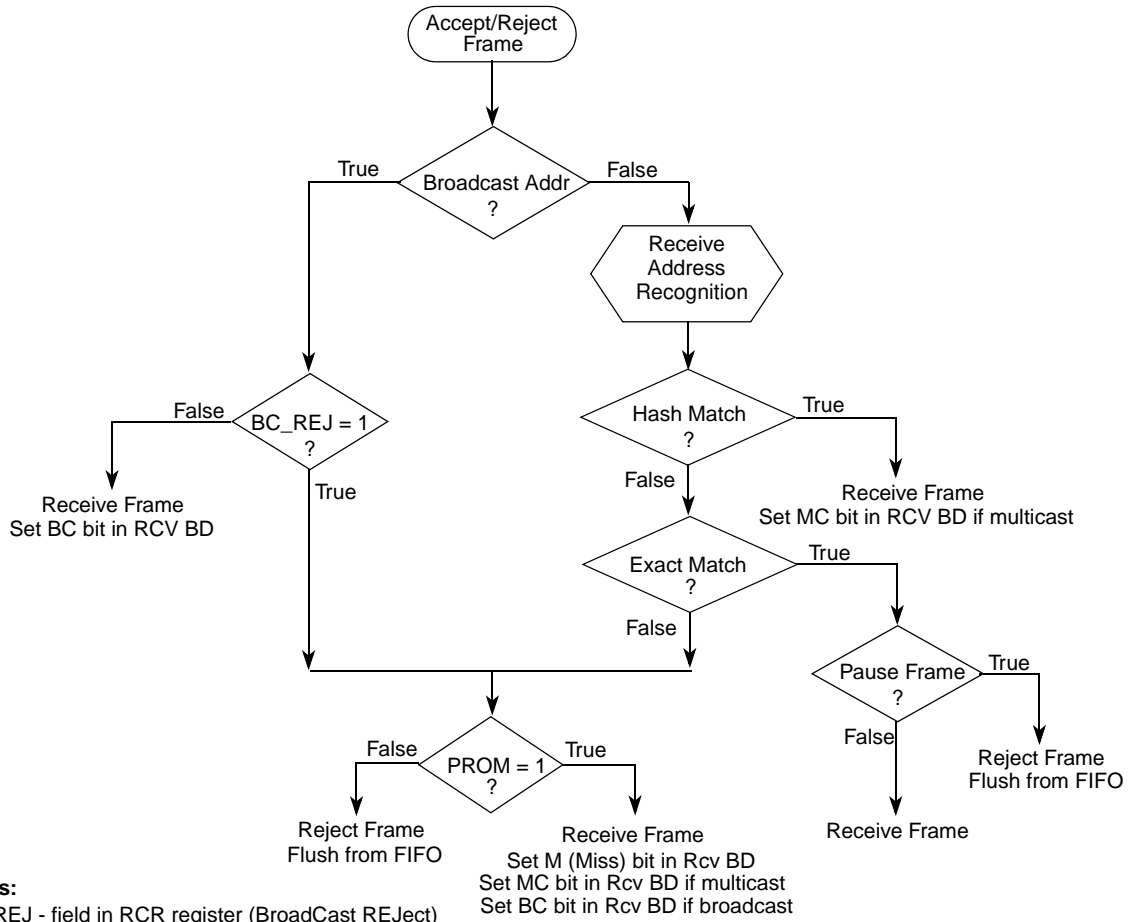 Accept/Reject
Frame
True
Broadcast Addr
?
False
Receive
Address
Recognition
False
BC_REJ = 1
?
True
Receive Frame
Set BC bit in RCV BD
Hash Match
?
True
False
Receive Frame
Set MC bit in RCV BD if multicast
Exact Match
?
True
False
Pause Frame
?
True
False
Reject Frame
Flush from FIFO
Receive Frame
False
PROM = 1
?
True
Reject Frame
Flush from FIFO
Receive Frame
Set M (Miss) bit in Rcv BD
Set MC bit in Rcv BD if multicast
Set BC bit in Rcv BD if broadcast
s:
REJ - field in RCR register (BroadCast REJect)